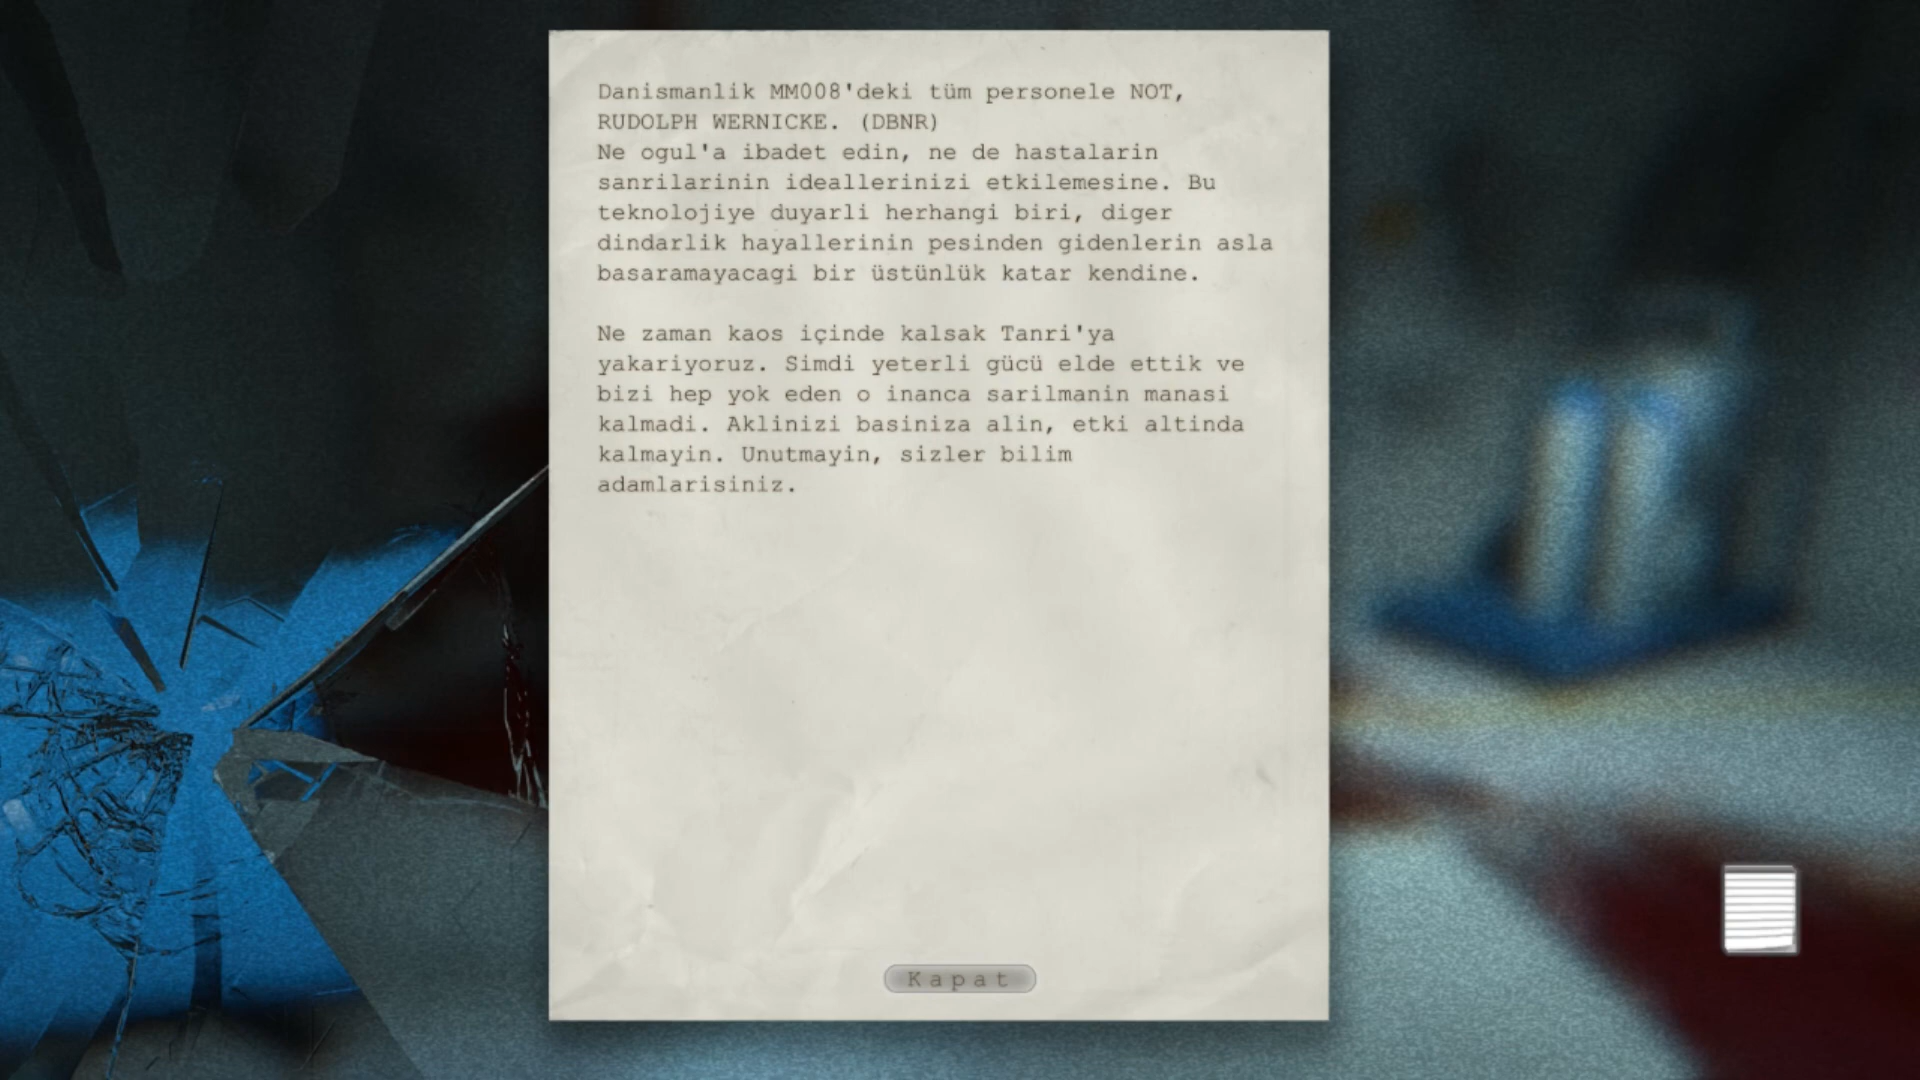 Danismanlik MM008'deki tüm personele NOT,
RUDOLPH WERNICKE. (DBNR)
Ne ogul'a ibadet edin, ne de hastalarin
sanrilarinin ideallerinizi etkilemesine. Bu
teknolojiye duyarli herhangi biri, diger
dindarlik hayallerinin pesinden gidenlerin asla
basaramayacagi bir üstünlük katar kendine.
Ne zaman kaos içinde kalsak Tanri'ya
yakariyoruz. Simdi yeterli gücü elde ettik ve
bizi hep yok eden o inanca sarilmanin manasi
kalmadi. Aklinizi basiniza alin, etki altinda
kalmayin. Unutmayin, sizler bilim
adamlarisiniz.
Kapat